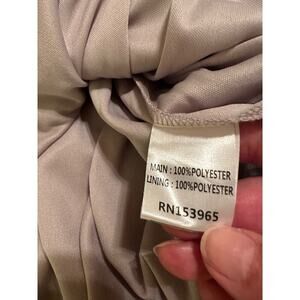 MAIN : 100%POLYESTER
LINING : 100%POLYESTER
RN153965